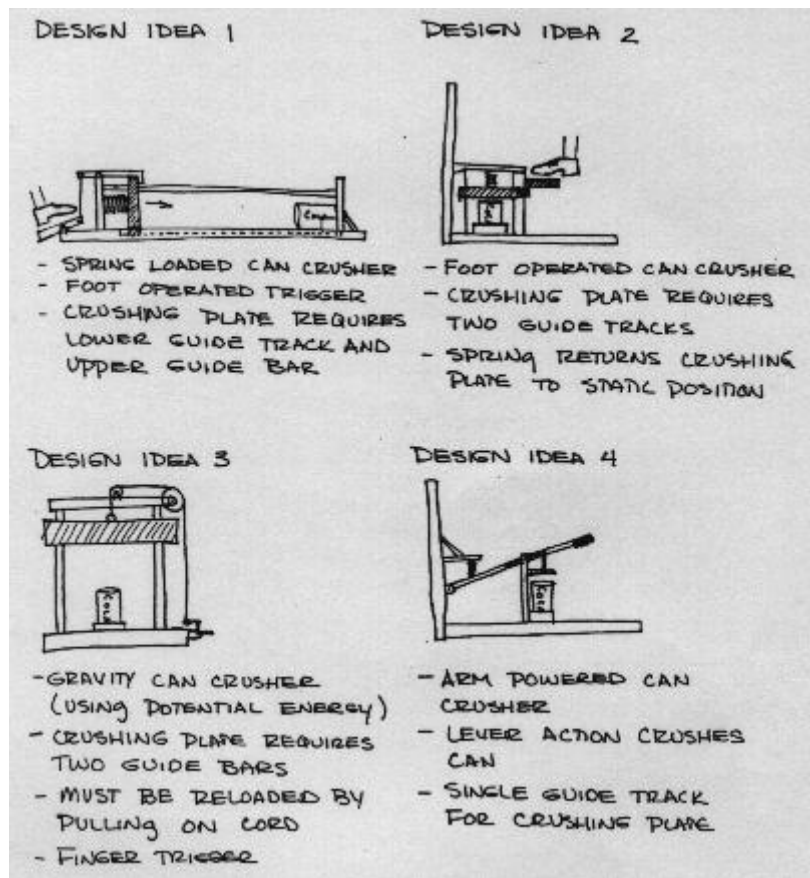 DESIGN IDEA 1
Cola
- SPRING LOADED CAN CRUSHER
- FOOT OPERATED TRIGGER
- CRUSHING PLATE REQUIRES
LOWER GUIDE TRACK AND
UPPER GUIDE BAR
DESIGN IDEA 2
- FOOT OPERATED CAN CRUSHER
- CRUSHING PLATE REQUIRES
TWO GUIDE TRACKS
- SPRING RETURNS CRUSHING
PLATE TO STATIC POSITION
DESIGN IDEA 3
COLA
- GRAVITY CAN CRUSHER
(USING POTENTIAL ENERGY)
- CRUSHING PLATE REQUIRES
TWO GUIDE BARS
- MUST BE RELOADED BY
PULLING ON CORD
- FINGER TRIGGER
DESIGN IDEA 4
KOLA
- ARM POWERED CAN
CRUSHER
- LEVER ACTION CRUSHES
CAN
- SINGLE GUIDE TRACK
FOR CRUSHING PLATE